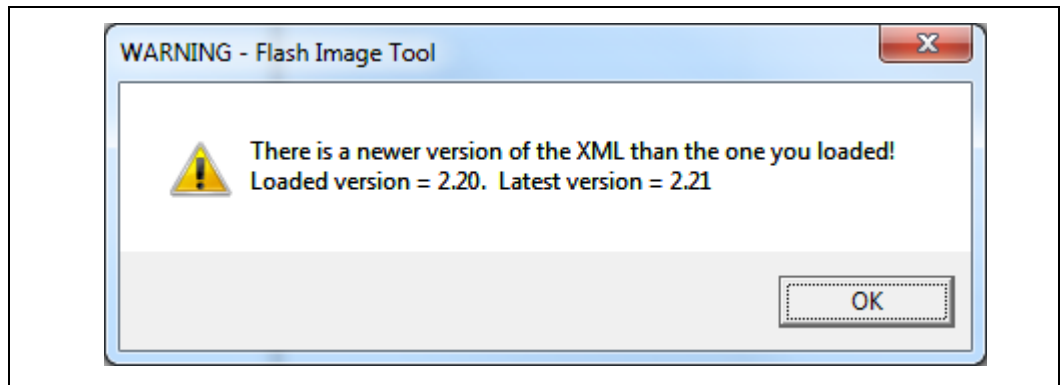 WARNING - Flash Image Tool
There is a newer version of the XML than the one you loaded!
Loaded version = 2.20.  Latest version = 2.21
OK